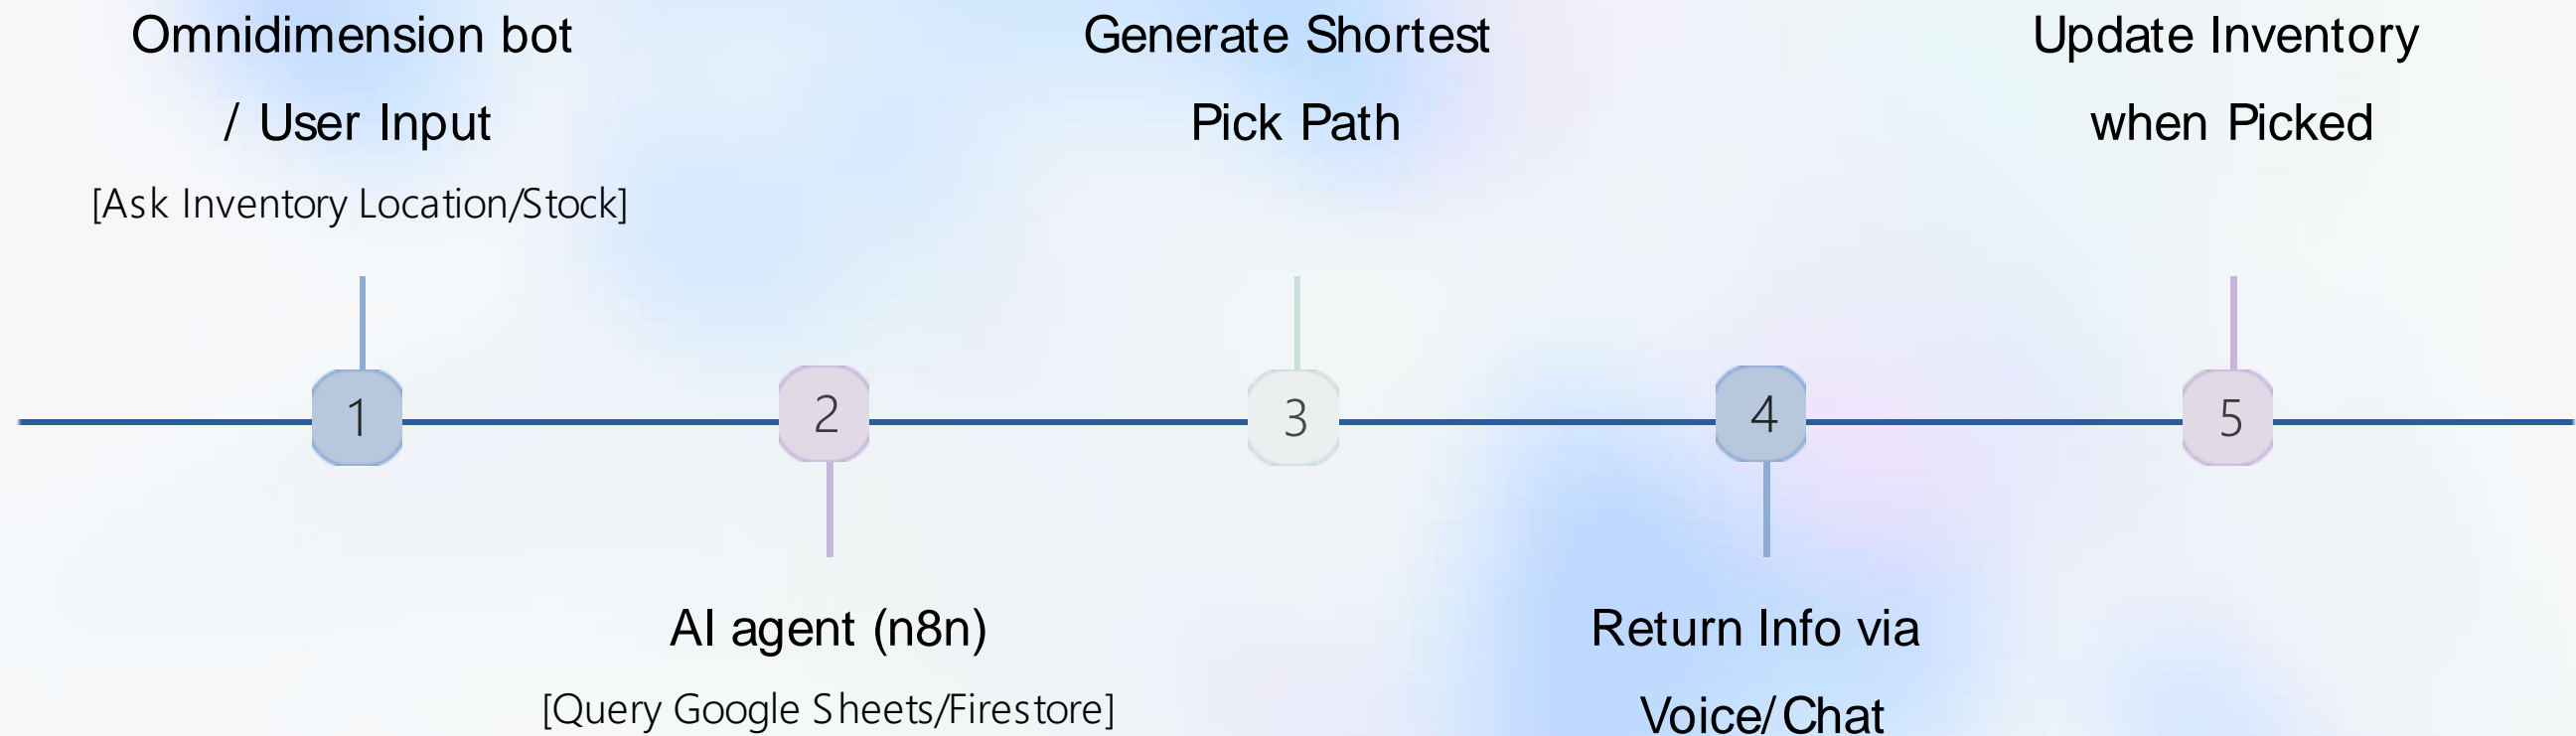 Omnidimension bot
/ User Input
[Ask Inventory Location/Stock]
1
2
AI agent (n8n)
[Query Google Sheets/Firestore]
Generate Shortest
Pick Path
3
4
Return Info via
Voice/Chat
Update Inventory
when Picked
5